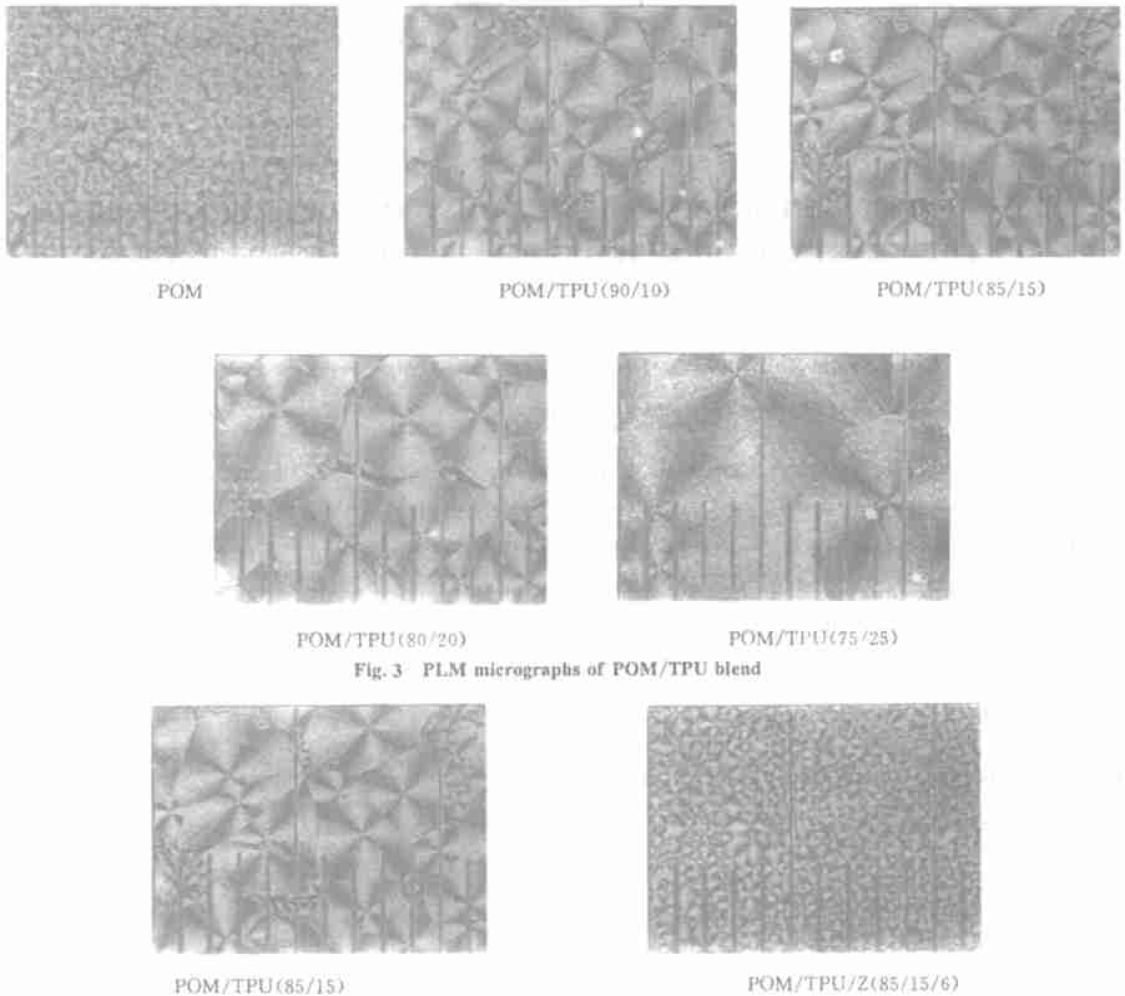 POM
POM/TPU(90/10)
POM/TPU(85/15)
POM/TPU(80/20)
POM/TPU(75/25)
Fig. 3 PLM micrographs of POM/TPU blend
POM/TPU(85/15)
POM/TPU/Z(85/15/6)